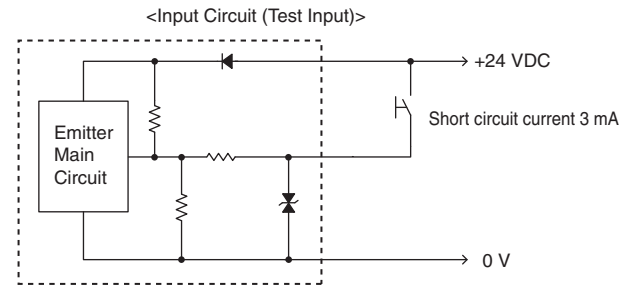 <Input Circuit (Test Input)>
+24 VDC
Short circuit current 3 mA
Emitter
Main
Circuit
0 V